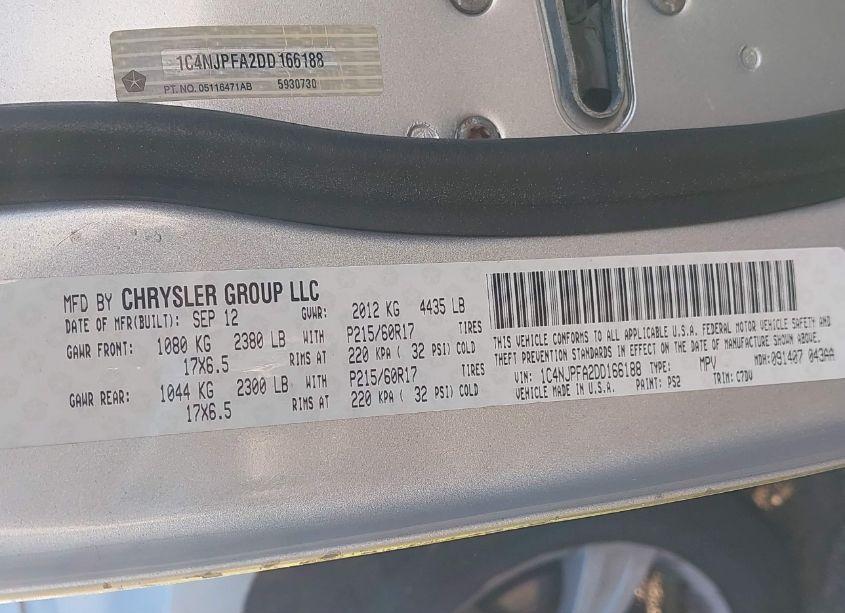 1C4NJPFA2DD166188
PT. NO. 05116471AB 5930730
MFD BY CHRYSLER GROUP LLC
DATE OF MFR(BUILT): SEP 12 GVWR: 2012 KG 4435 LB
GAWR FRONT: 1080 KG 2380 LB WITH P215/60R17 TIRES
17X6.5 RIMS AT 220 KPA ( 32 PSI) COLD
GAWR REAR: 1044 KG 2300 LB WITH P215/60R17 TIRES
17X6.5 RIMS AT 220 KPA ( 32 PSI) COLD
THIS VEHICLE CONFORMS TO ALL APPLICABLE U.S.A. FEDERAL MOTOR VEHICLE SAFETY AND
THEFT PREVENTION STANDARDS IN EFFECT ON THE DATE OF MANUFACTURE SHOWN ABOVE.
VIN: 1C4NJPFA2DD166188 TYPE: MPV MDH: 091407 043AA
VEHICLE MADE IN U.S.A. PAINT: PS2 TRIM: C7DV